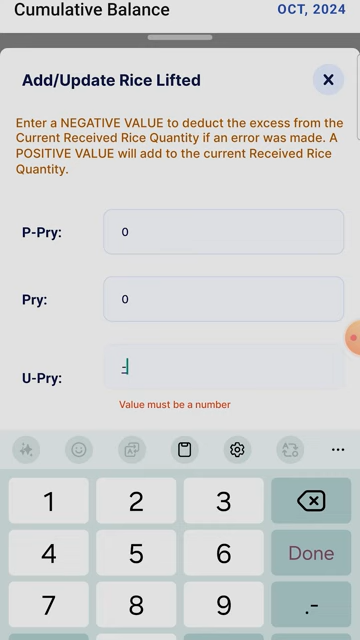 Cumulative Balance OCT, 2024
Add/Update Rice Lifted
Enter a NEGATIVE VALUE to deduct the excess from the
Current Received Rice Quantity if an error was made. A
POSITIVE VALUE will add to the current Received Rice
Quantity.
P-Pry: 0
Pry: 0
U-Pry: -
Value must be a number
1 2 3
4 5 6 Done
7 8 9 .-